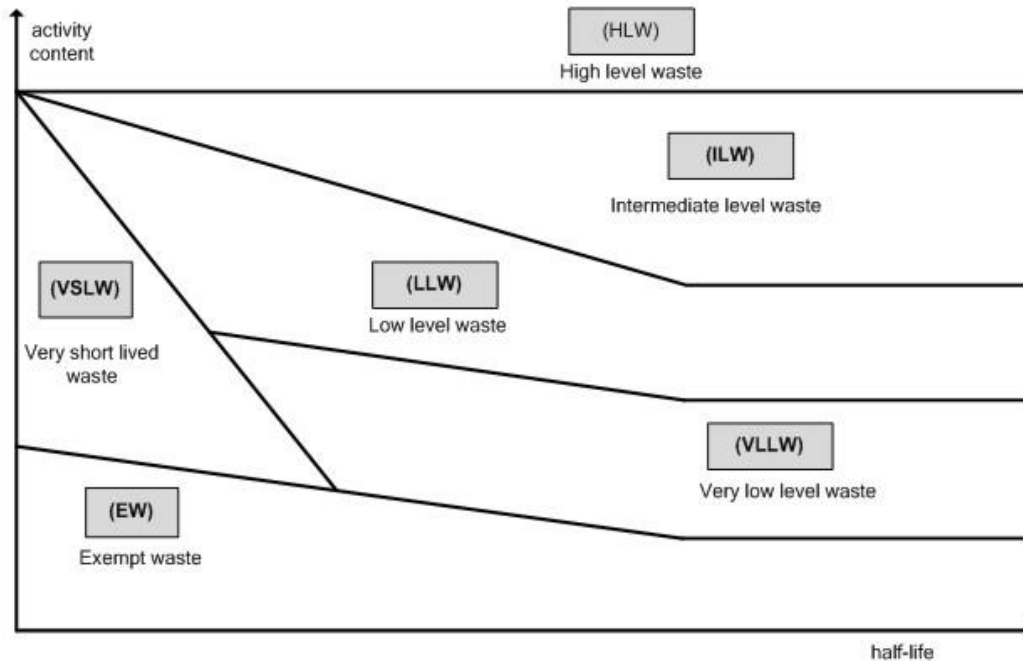 activity
content
(HLW)
High level waste
(ILW)
Intermediate level waste
(VSLW)
Very short lived
waste
(LLW)
Low level waste
(VLLW)
Very low level waste
(EW)
Exempt waste
half-life